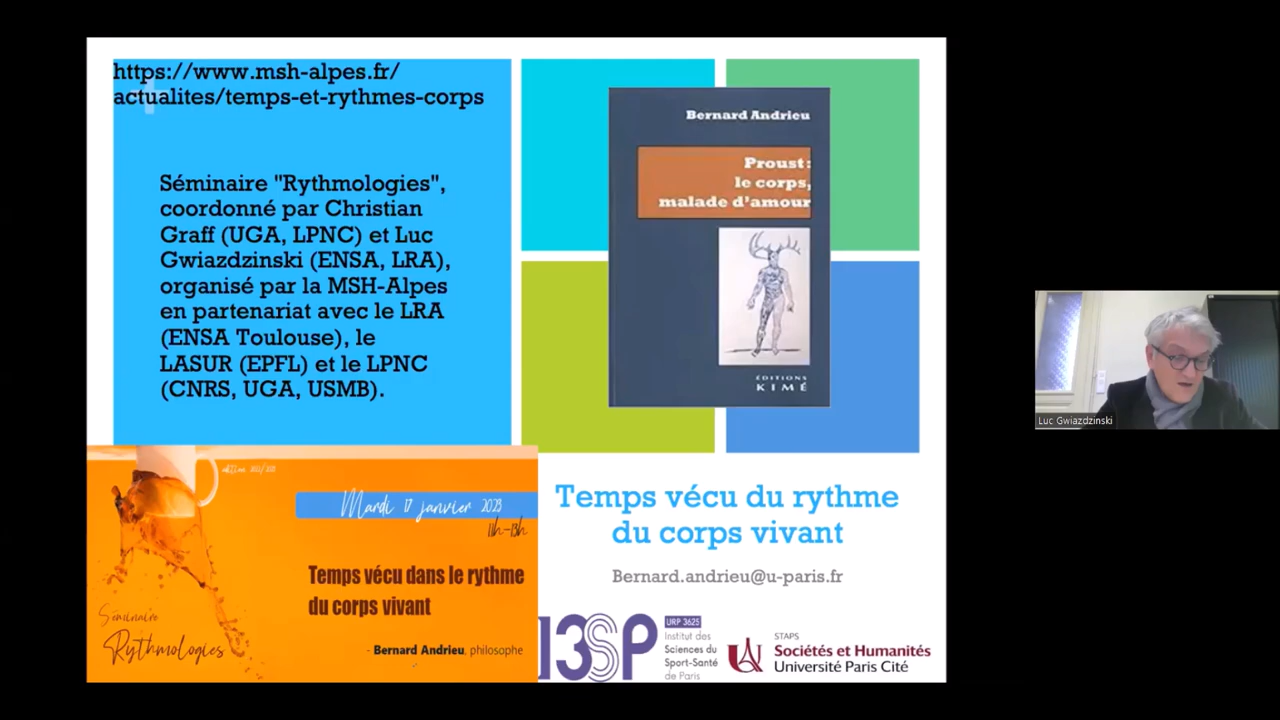 https://www.msh-alpes.fr/
actualites/temps-et-rythmes-corps
Séminaire "Rythmologies",
coordonné par Christian
Graff (UGA, LPNC) et Luc
Gwiazdzinski (ENSA, LRA),
organisé par la MSH-Alpes
en partenariat avec le LRA
(ENSA Toulouse), le
LASUR (EPFL) et le LPNC
(CNRS, UGA, USMB).
Bernard Andrieu
Proust :
le corps,
malade d'amour
ÉDITIONS
KIMÉ
Luc Gwiazdzinski
Mardi 17 janvier 2023
11h-13h
Temps vécu dans le rythme
du corps vivant
- Bernard Andrieu, philosophe
Séminaire
Rythmologies
Temps vécu du rythme
du corps vivant
Bernard.andrieu@u-paris.fr
I3SP
URP 3625
Institut des
Sciences du
Sport-Santé
de Paris
STAPS
Sociétés et Humanités
Université Paris Cité